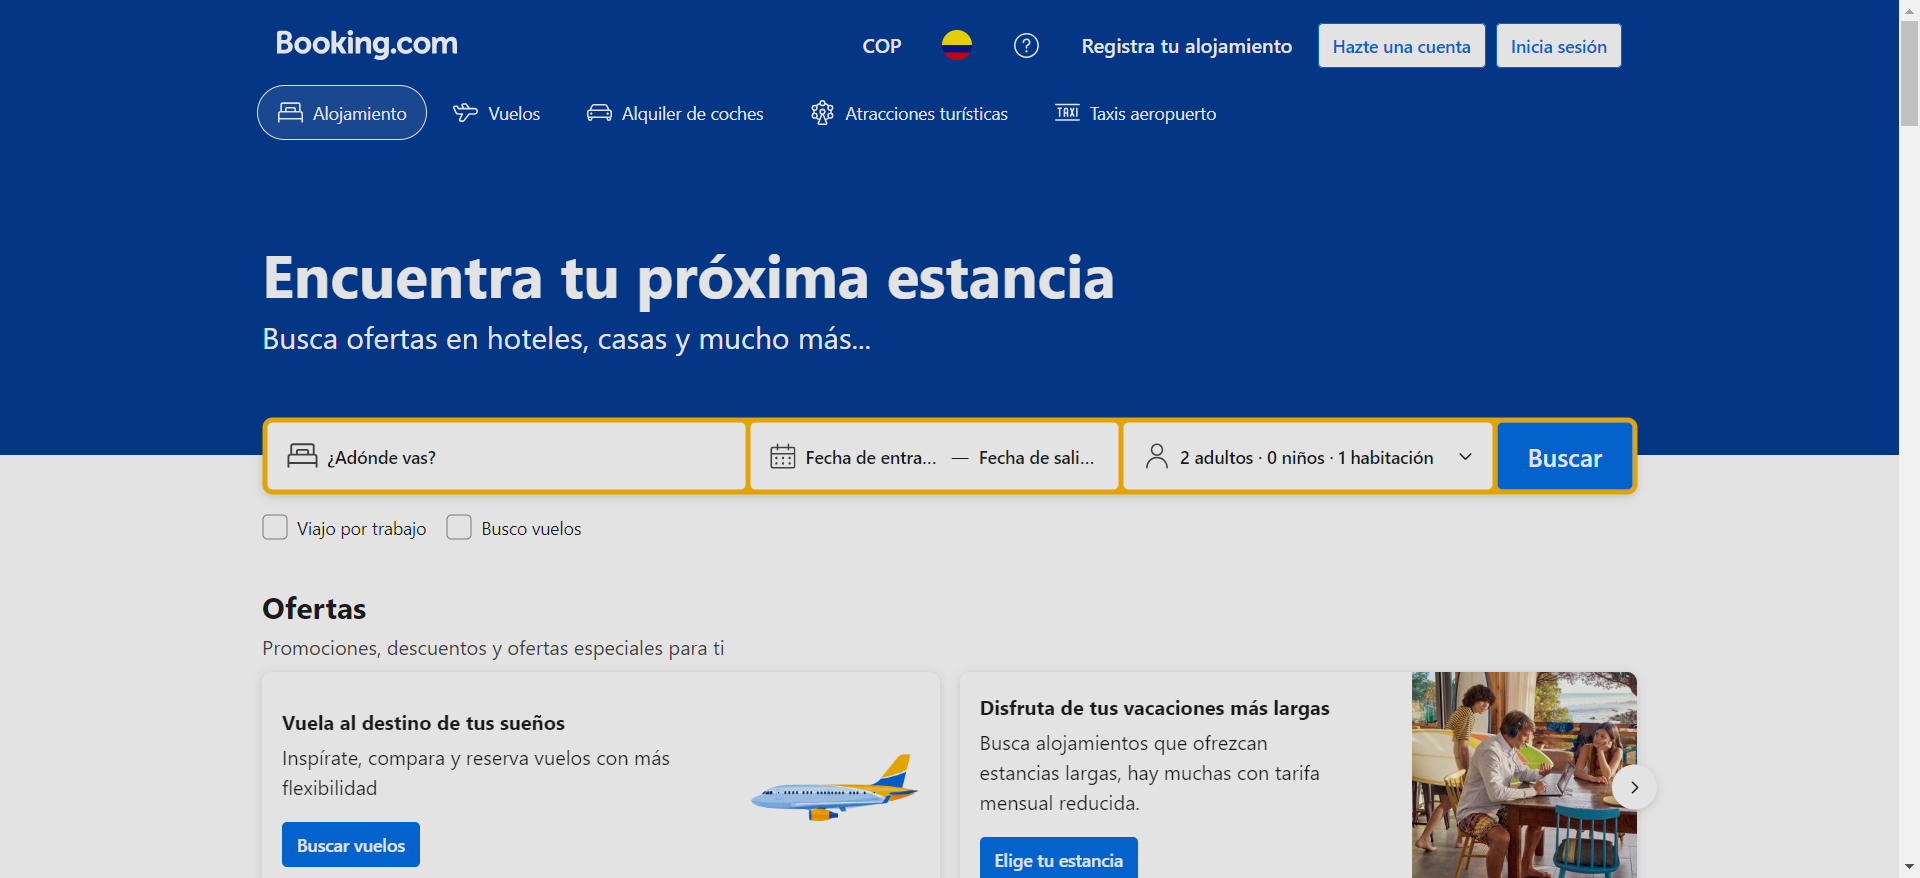 Booking.com
COP
Registra tu alojamiento
Hazte una cuenta
Inicia sesión
Alojamiento
Vuelos
Alquiler de coches
Atracciones turísticas
TAXI
Taxis aeropuerto
Encuentra tu próxima estancia
Busca ofertas en hoteles, casas y mucho más...
¿Adónde vas?
Fecha de entra... — Fecha de sali...
2 adultos · 0 niños · 1 habitación
Buscar
Viajo por trabajo
Busco vuelos
Ofertas
Promociones, descuentos y ofertas especiales para ti
Vuela al destino de tus sueños
Inspírate, compara y reserva vuelos con más
flexibilidad
Buscar vuelos
Disfruta de tus vacaciones más largas
Busca alojamientos que ofrezcan
estancias largas, hay muchas con tarifa
mensual reducida.
Elige tu estancia